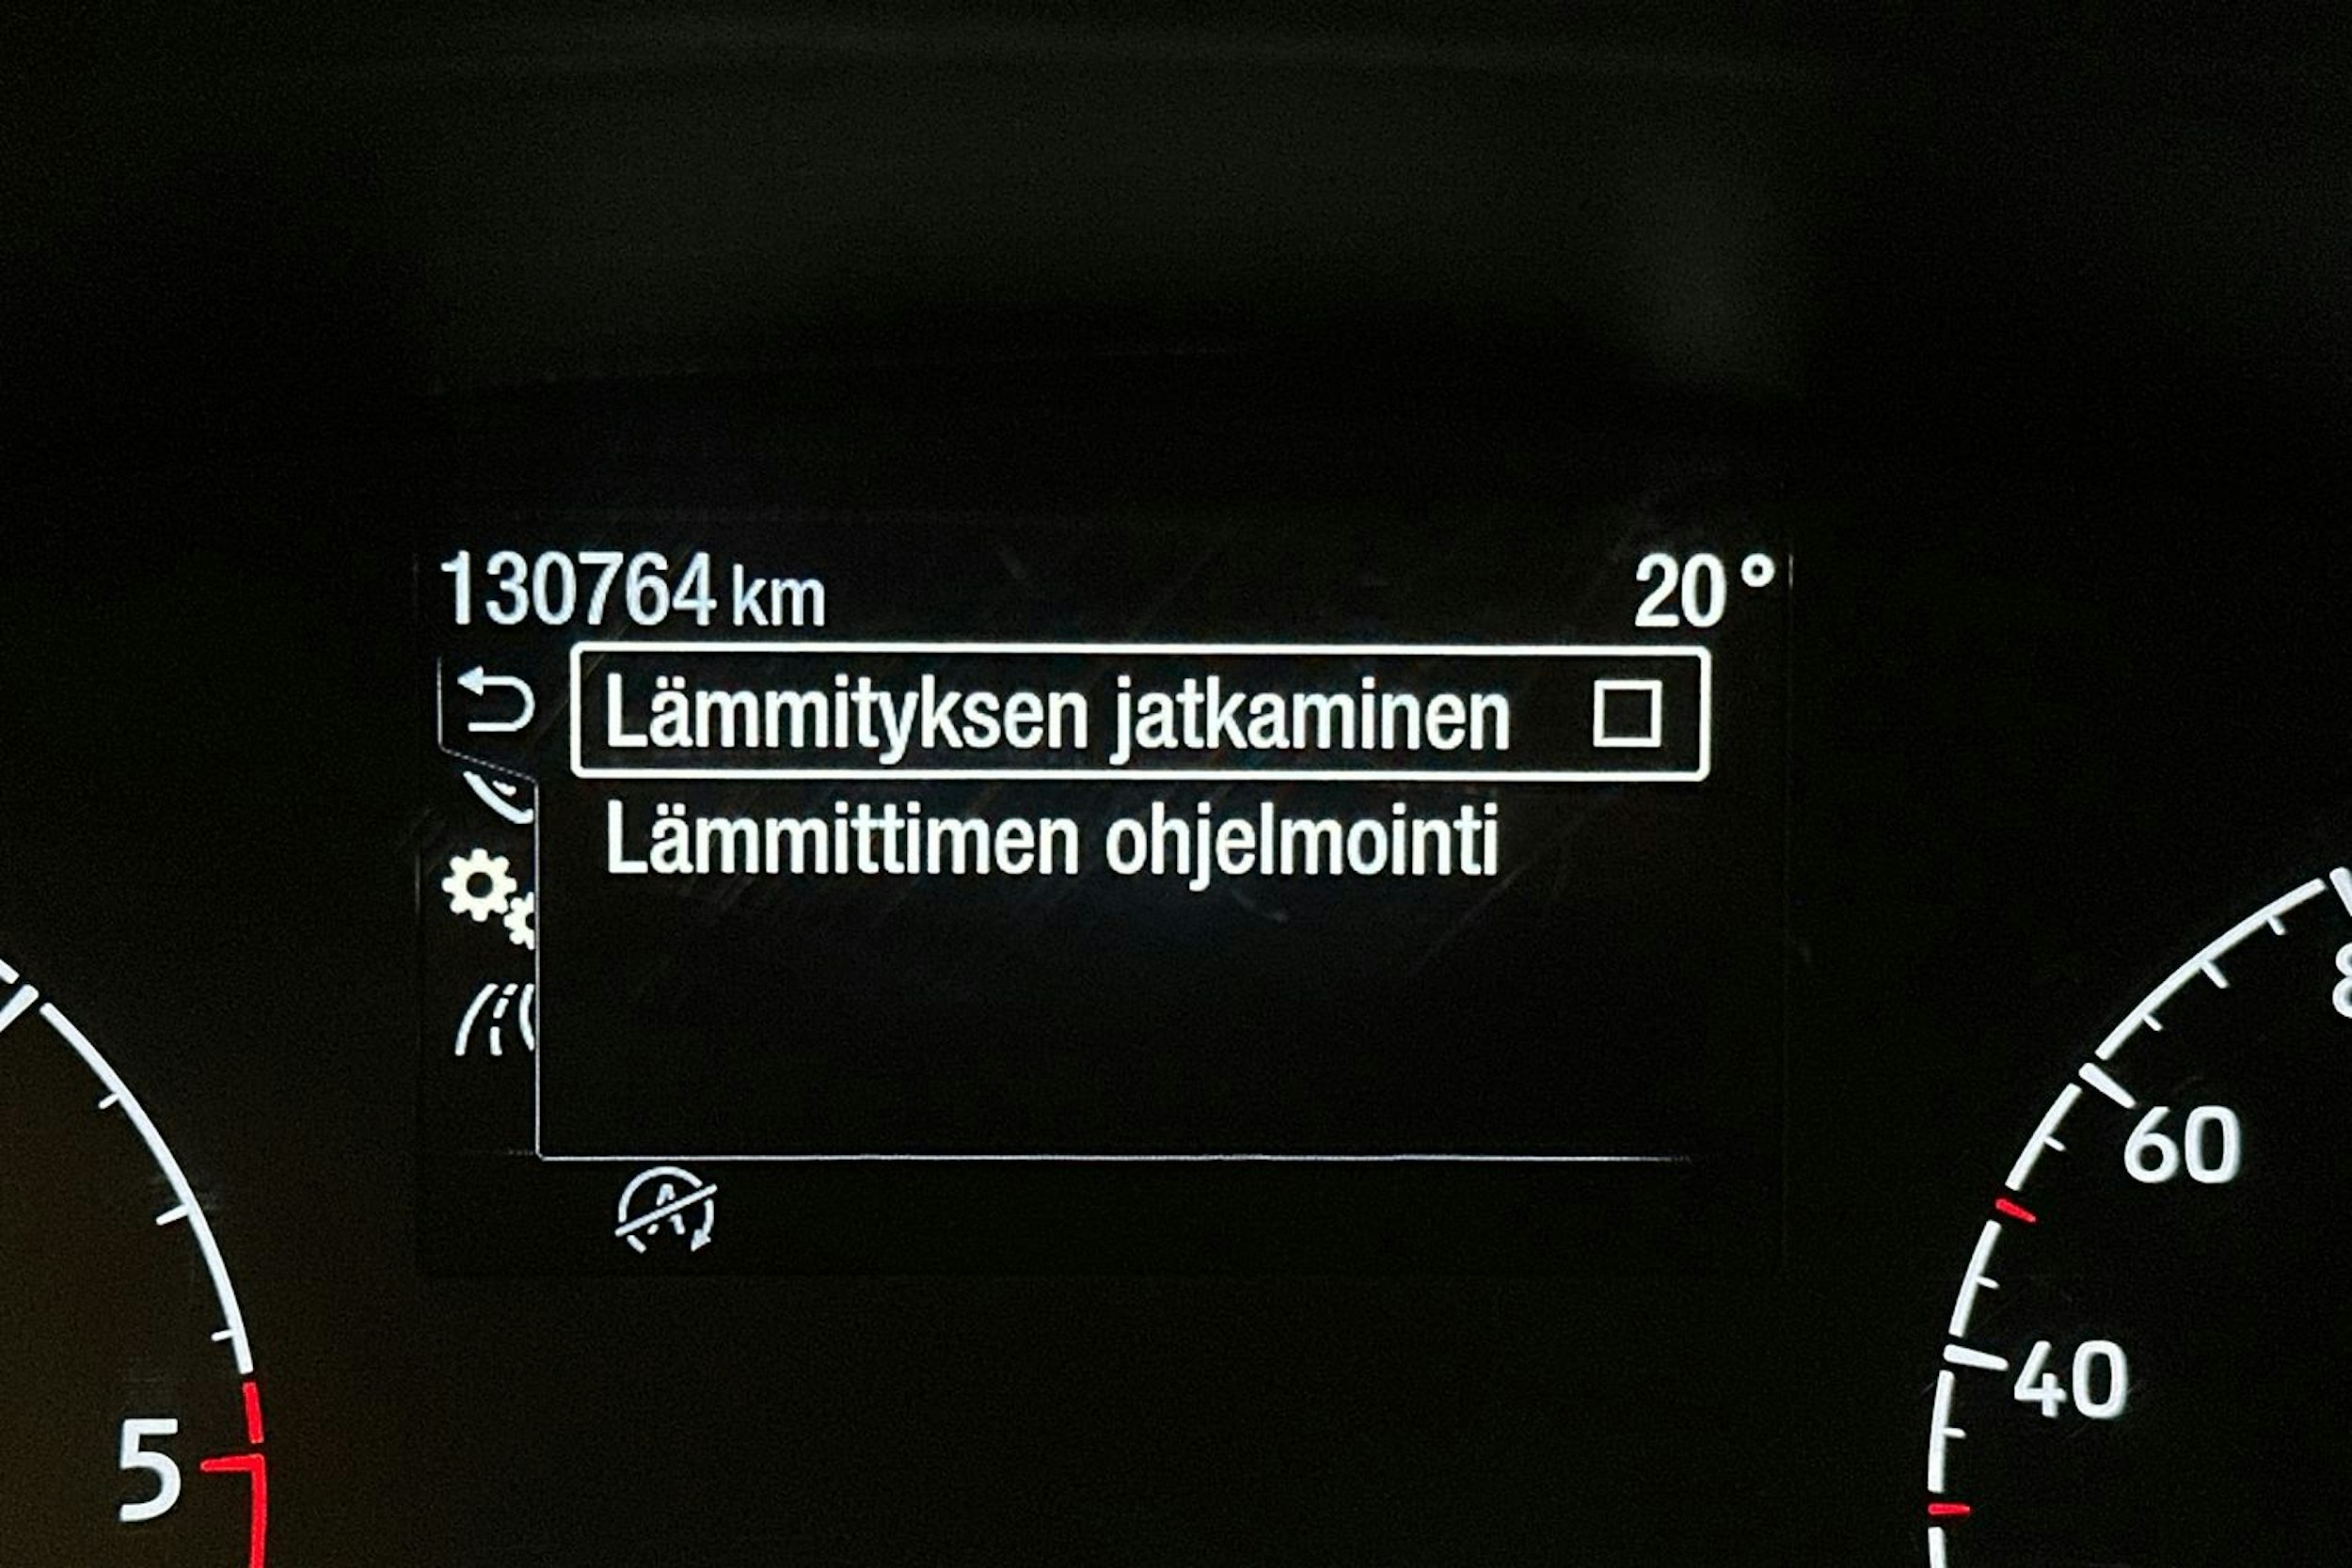 130764 km 20°
Lämmityksen jatkaminen
Lämmittimen ohjelmointi
A
60
40
5